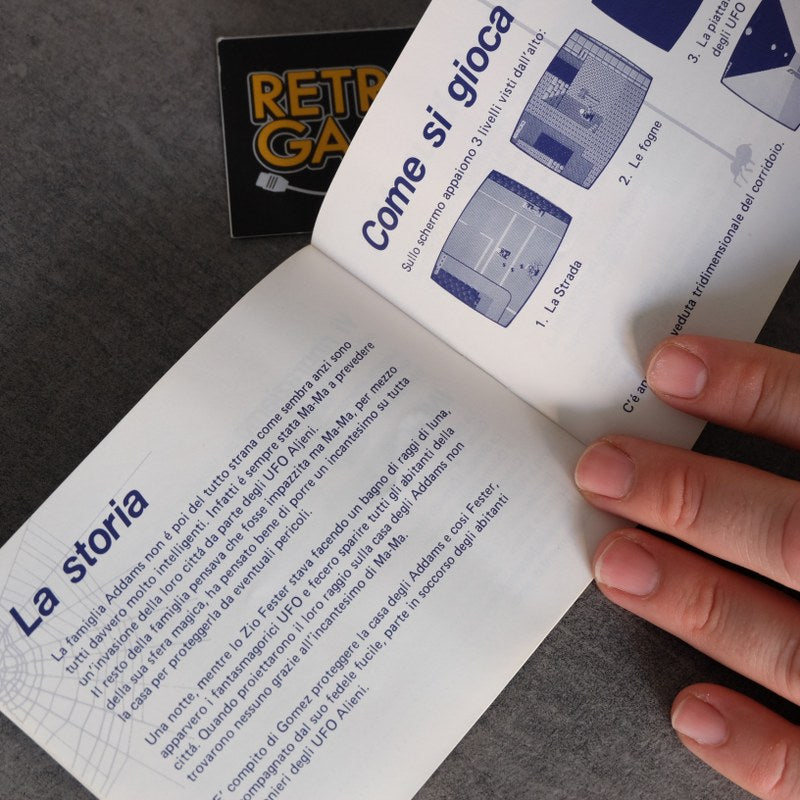 RETR
GA
La storia
La famiglia Addams non é poi del tutto strana come sembra anzi sono
tutti davvero molto intelligenti. Infatti é sempre stata Ma-Ma a prevedere
un'invasione della loro cittá da parte degli UFO Aljeni.
Il resto della famiglia pensava che fosse impazzita ma Ma-Ma, per mezzo
della sua sfera magica, ha pensato bene di porre un incantesimo su tutta
la casa per proteggerla da eventuali pericoli.
Una notte, mentre lo Zio Fester stava facendo un bagno di raggi di luna,
apparvero i fantasmagorici UFO e fecero sparire tutti gli abitanti della
cittá. Quando proiettarono il loro raggio sulla casa degli Addams non
trovarono nessuno grazie all'incantesimo di Ma-Ma.
E' compito di Gomez proteggere la casa degli Addams e cosi Fester,
compagnato dal suo fedele fucile, parte in soccorso degli abitanti
nieri degli UFO Alieni.
Come si gioca
Sullo schermo appaiono 3 livelli visti dall'alto:
1. La Strada
2. Le fogne
3. La piatta
degli UFO
C'é an
veduta tridimensionale del corridoio.